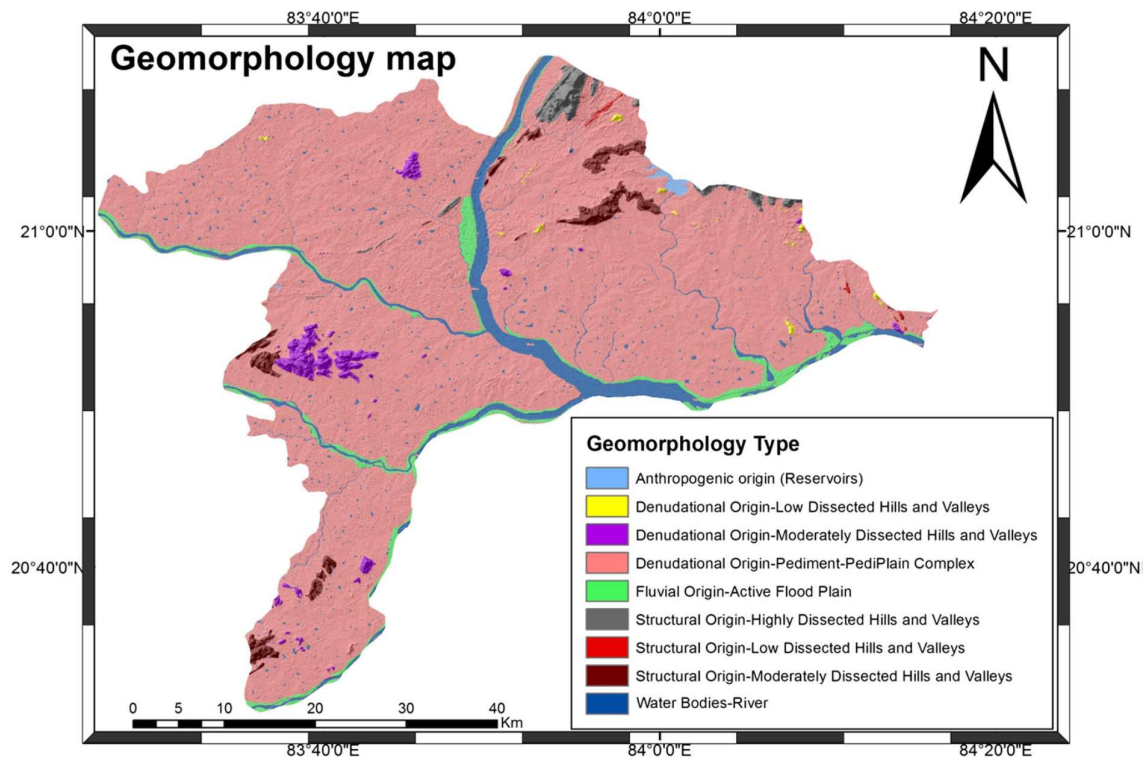 83°40'0"E 84°0'0"E 84°20'0"E
Geomorphology map
N
21°0'0"N 21°0'0"N
Geomorphology Type
Anthropogenic origin (Reservoirs)
Denudational Origin-Low Dissected Hills and Valleys
Denudational Origin-Moderately Dissected Hills and Valleys
20°40'0"N 20°40'0"N
Denudational Origin-Pediment-PediPlain Complex
Fluvial Origin-Active Flood Plain
Structural Origin-Highly Dissected Hills and Valleys
Structural Origin-Low Dissected Hills and Valleys
Structural Origin-Moderately Dissected Hills and Valleys
Water Bodies-River
0 5 10 20 30 40
Km
83°40'0"E 84°0'0"E 84°20'0"E